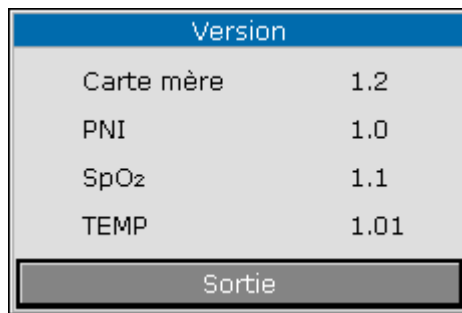 Version
Carte mère 1.2
PNI 1.0
SpO₂ 1.1
TEMP 1.01
Sortie